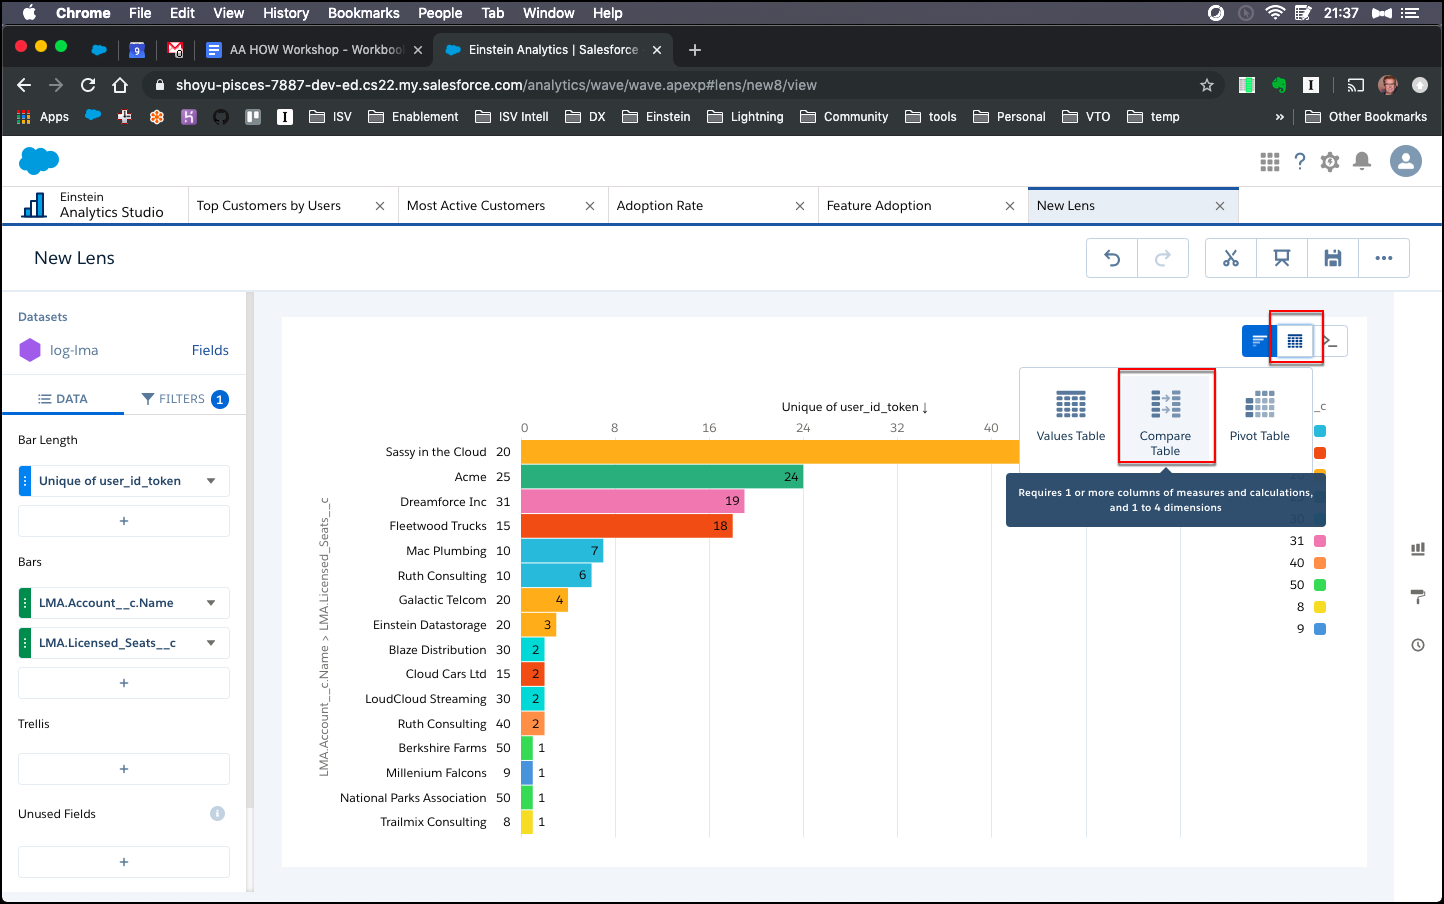 Chrome File Edit View History Bookmarks People Tab Window Help 21:37
9 0 AA HOW Workshop - Workbook Einstein Analytics | Salesforce
shoyu-pisces-7887-dev-ed.cs22.my.salesforce.com/analytics/wave/wave.apexp#lens/new8/view
Apps ISV Enablement ISV Intell DX Einstein Lightning Community tools Personal VTO temp » Other Bookmarks
Einstein
Analytics Studio
Top Customers by Users
Most Active Customers
Adoption Rate
Feature Adoption
New Lens
New Lens
Datasets
log-lma Fields
DATA FILTERS 1
Bar Length
Unique of user_id_token
+
Bars
LMA.Account__c.Name
LMA.Licensed_Seats__c
+
Trellis
+
Unused Fields i
+
Values Table
Compare
Table
Pivot Table
Requires 1 or more columns of measures and calculations,
and 1 to 4 dimensions
Unique of user_id_token ↓
0 8 16 24 32 40
LMA.Account__c.Name > LMA.Licensed_Seats__c
Sassy in the Cloud 20
Acme 25 24
Dreamforce Inc 31 19
Fleetwood Trucks 15 18
Mac Plumbing 10 7
Ruth Consulting 10 6
Galactic Telcom 20 4
Einstein Datastorage 20 3
Blaze Distribution 30 2
Cloud Cars Ltd 15 2
LoudCloud Streaming 30 2
Ruth Consulting 40 2
Berkshire Farms 50 1
Millenium Falcons 9 1
National Parks Association 50 1
Trailmix Consulting 8 1
_c
31
40
50
8
9